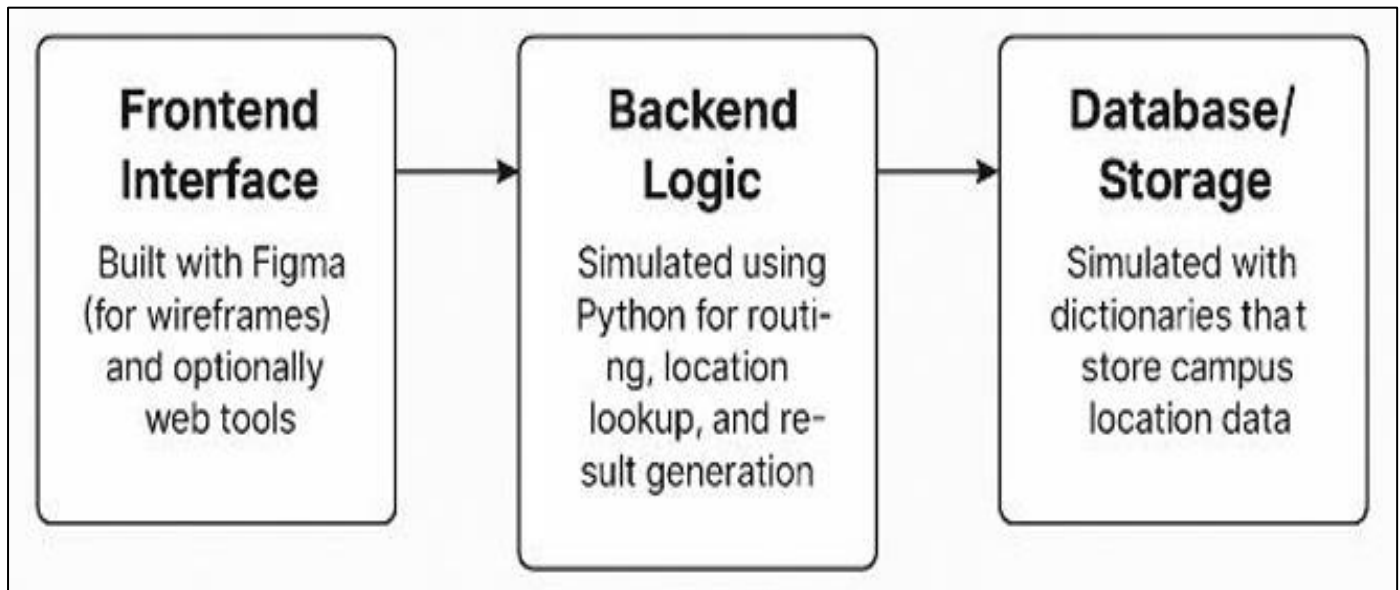 Frontend
Interface
Built with Figma
(for wireframes)
and optionally
web tools
Backend
Logic
Simulated using
Python for routi-
ng, location
lookup, and re-
sult generation
Database/
Storage
Simulated with
dictionaries that
store campus
location data